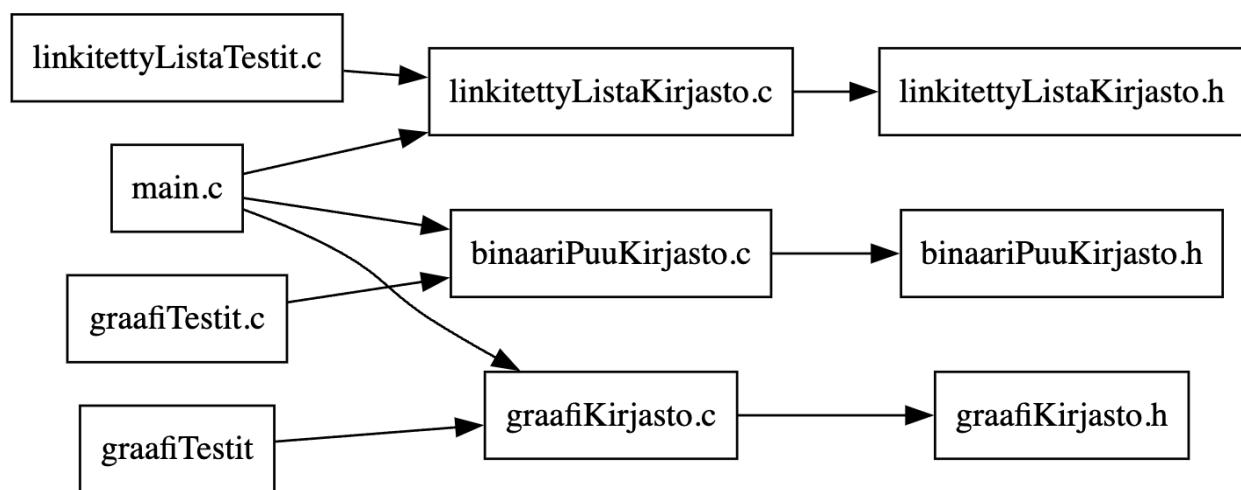 linkitettyListaTestit.c
linkitettyListaKirjasto.c
linkitettyListaKirjasto.h
main.c
binaariPuuKirjasto.c
binaariPuuKirjasto.h
graafiTestit.c
graafiKirjasto.c
graafiKirjasto.h
graafiTestit